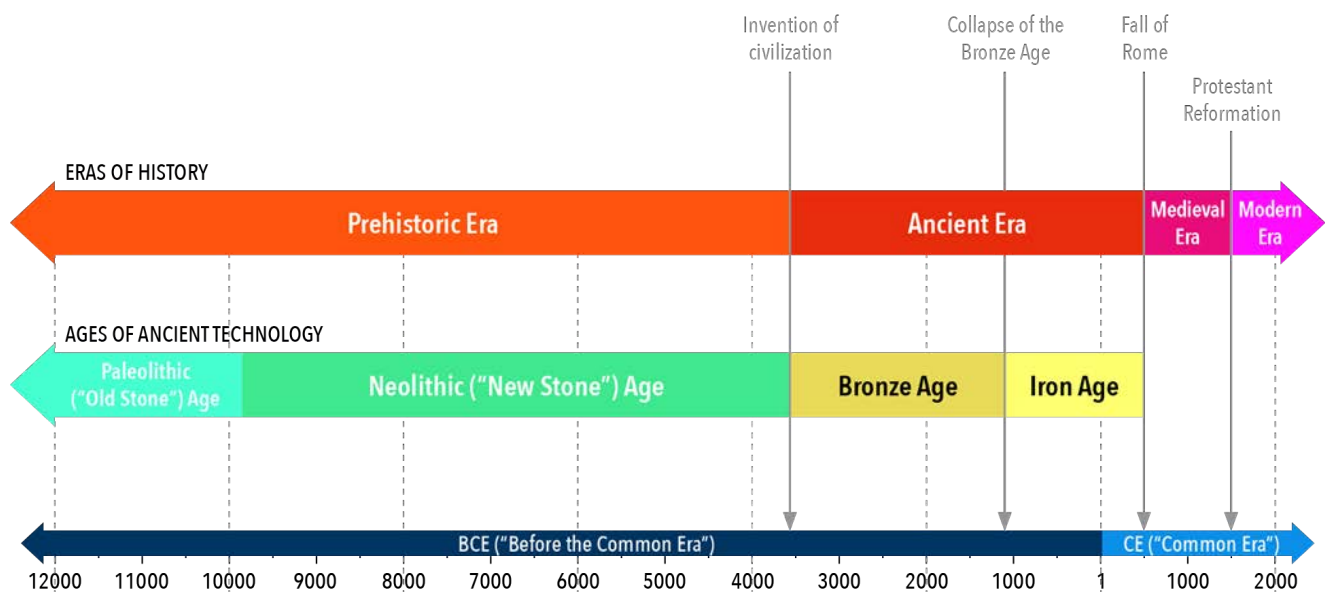 Invention of
civilization
Collapse of the
Bronze Age
Fall of
Rome
Protestant
Reformation
ERAS OF HISTORY
Prehistoric Era
Ancient Era
Medieval
Era
Modern
Era
AGES OF ANCIENT TECHNOLOGY
Paleolithic
("Old Stone") Age
Neolithic ("New Stone") Age
Bronze Age
Iron Age
BCE ("Before the Common Era")
CE ("Common Era")
12000 11000 10000 9000 8000 7000 6000 5000 4000 3000 2000 1000 1 1000 2000